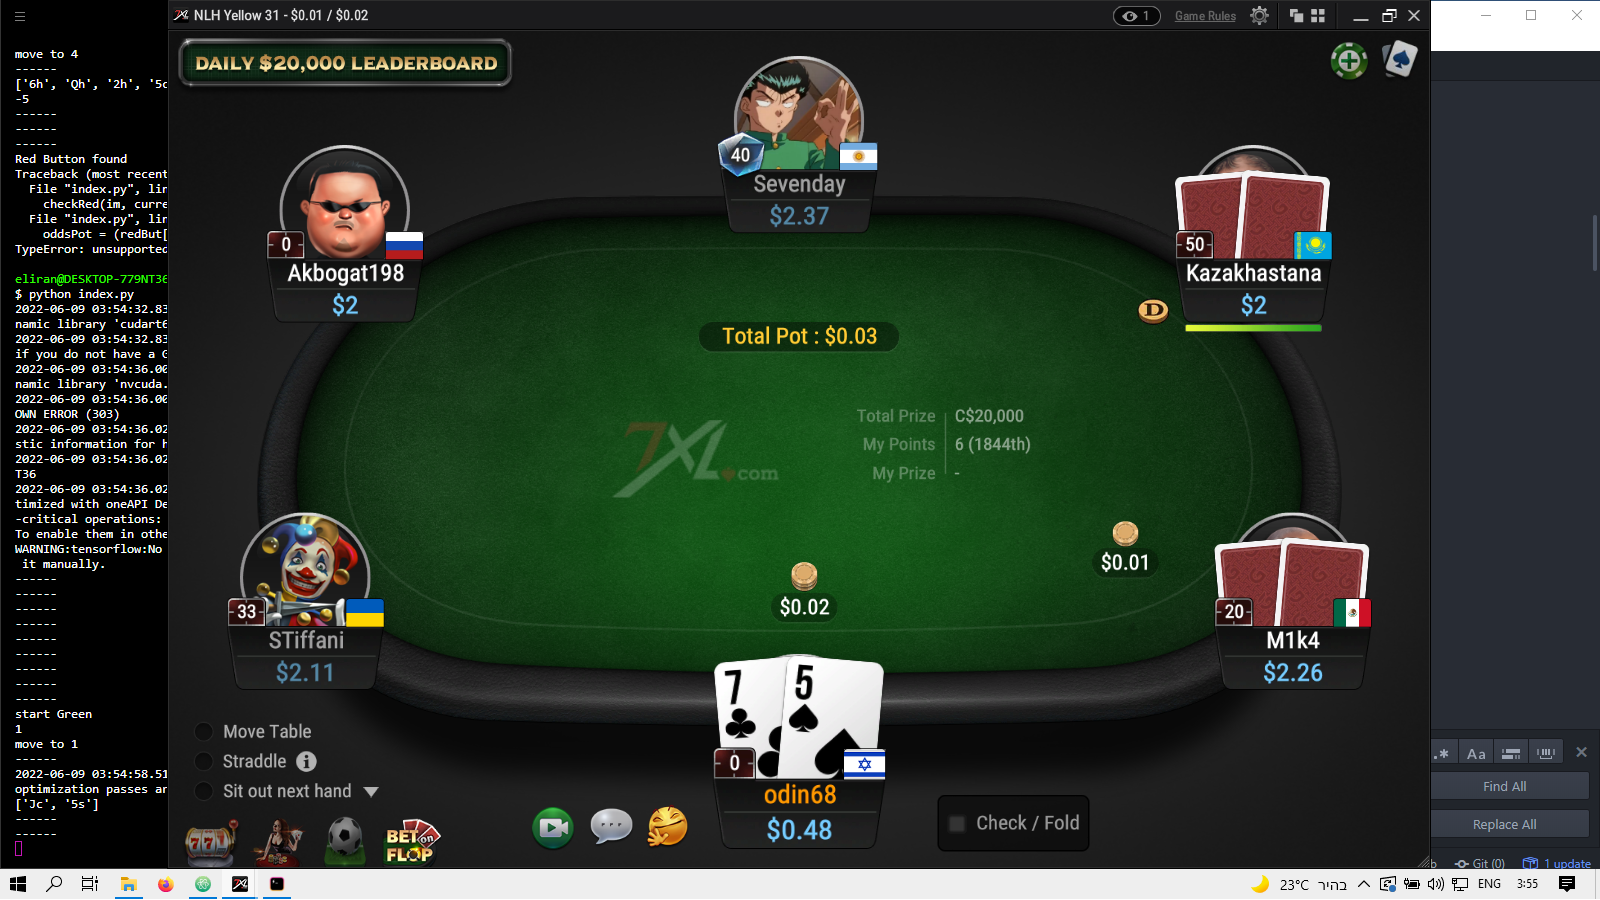 move to 4
------
['6h', 'Qh', '2h', '5c
-5
------
------
------
Red Button found
Traceback (most recent
File "index.py", lin
checkRed(im, curre
File "index.py", lin
oddsPot = (redBut[
TypeError: unsupported
eliran@DESKTOP-779NT36
$ python index.py
2022-06-09 03:54:32.83
namic library 'cudart6
2022-06-09 03:54:32.83
if you do not have a G
2022-06-09 03:54:36.00
namic library 'nvcuda.
2022-06-09 03:54:36.00
OWN ERROR (303)
2022-06-09 03:54:36.02
stic information for h
2022-06-09 03:54:36.02
T36
2022-06-09 03:54:36.02
timized with oneAPI De
-critical operations:
To enable them in othe
WARNING:tensorflow:No
it manually.
------
------
------
------
------
------
------
------
------
start Green
1
move to 1
------
2022-06-09 03:54:58.51
optimization passes ar
['Jc', '5s']
------
------
NLH Yellow 31 - $0.01 / $0.02
1
Game Rules
DAILY $20,000 LEADERBOARD
40
Sevenday
$2.37
0
Akbogat198
$2
50
Kazakhastana
$2
D
Total Pot : $0.03
Total Prize C$20,000
My Points 6 (1844th)
My Prize -
7XL.com
$0.01
$0.02
33
STiffani
$2.11
20
M1k4
$2.26
7 5
0
odin68
$0.48
Move Table
Straddle i
Sit out next hand
777
BET on FLOP
Check / Fold
.* Aa
Find All
Replace All
b Git (0) 1 update
23°C בהיר ENG 3:55